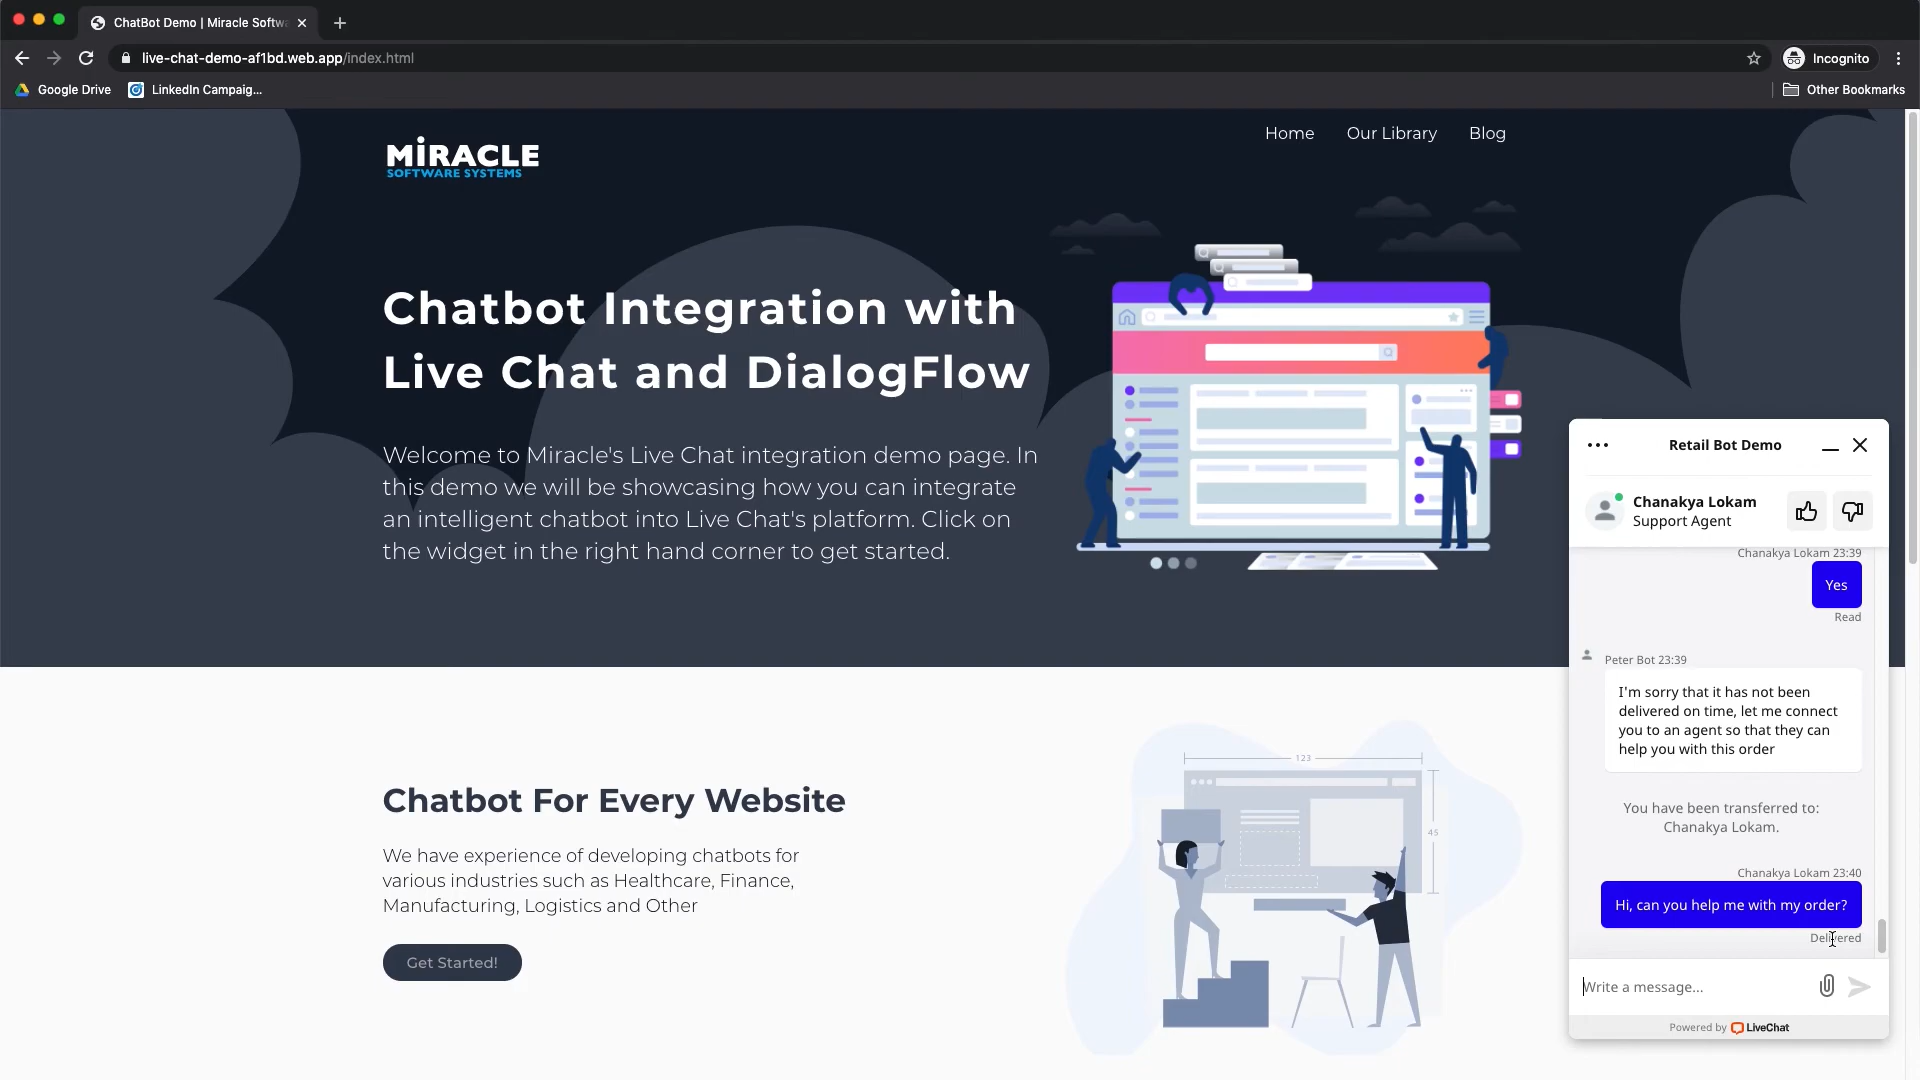 ChatBot Demo | Miracle Softw
live-chat-demo-af1bd.web.app/index.html
Incognito
Google Drive
LinkedIn Campaig...
Other Bookmarks
MIRACLE
SOFTWARE SYSTEMS
Home
Our Library
Blog
Chatbot Integration with
Live Chat and DialogFlow
Welcome to Miracle's Live Chat integration demo page. In
this demo we will be showcasing how you can integrate
an intelligent chatbot into Live Chat's platform. Click on
the widget in the right hand corner to get started.
Chatbot For Every Website
We have experience of developing chatbots for
various industries such as Healthcare, Finance,
Manufacturing, Logistics and Other
Get Started!
123
45
Retail Bot Demo
Chanakya Lokam
Support Agent
Chanakya Lokam 23:39
Yes
Read
Peter Bot 23:39
I'm sorry that it has not been
delivered on time, let me connect
you to an agent so that they can
help you with this order
You have been transferred to:
Chanakya Lokam.
Chanakya Lokam 23:40
Hi, can you help me with my order?
Delivered
Write a message...
Powered by LiveChat